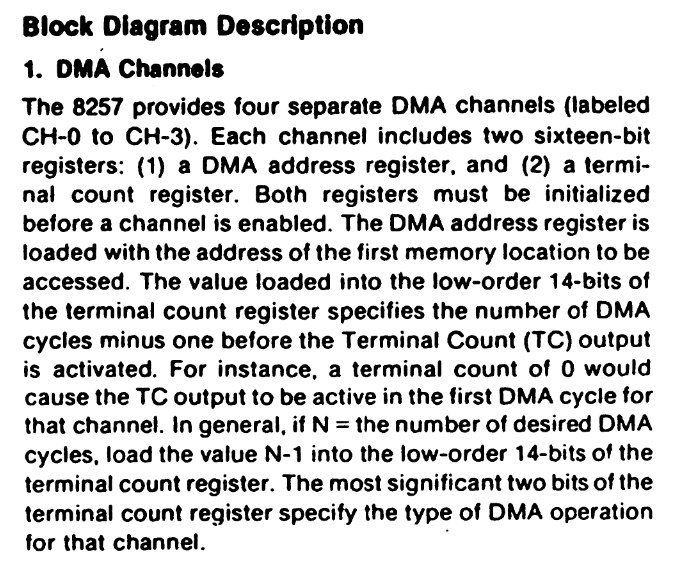 Block Diagram Description
1. DMA Channels
The 8257 provides four separate DMA channels (labeled
CH-0 to CH-3). Each channel includes two sixteen-bit
registers: (1) a DMA address register, and (2) a termi-
nal count register. Both registers must be initialized
before a channel is enabled. The DMA address register is
loaded with the address of the first memory location to be
accessed. The value loaded into the low-order 14-bits of
the terminal count register specifies the number of DMA
cycles minus one before the Terminal Count (TC) output
is activated. For instance, a terminal count of 0 would
cause the TC output to be active in the first DMA cycle for
that channel. In general, if N = the number of desired DMA
cycles, load the value N-1 into the low-order 14-bits of the
terminal count register. The most significant two bits of the
terminal count register specify the type of DMA operation
for that channel.